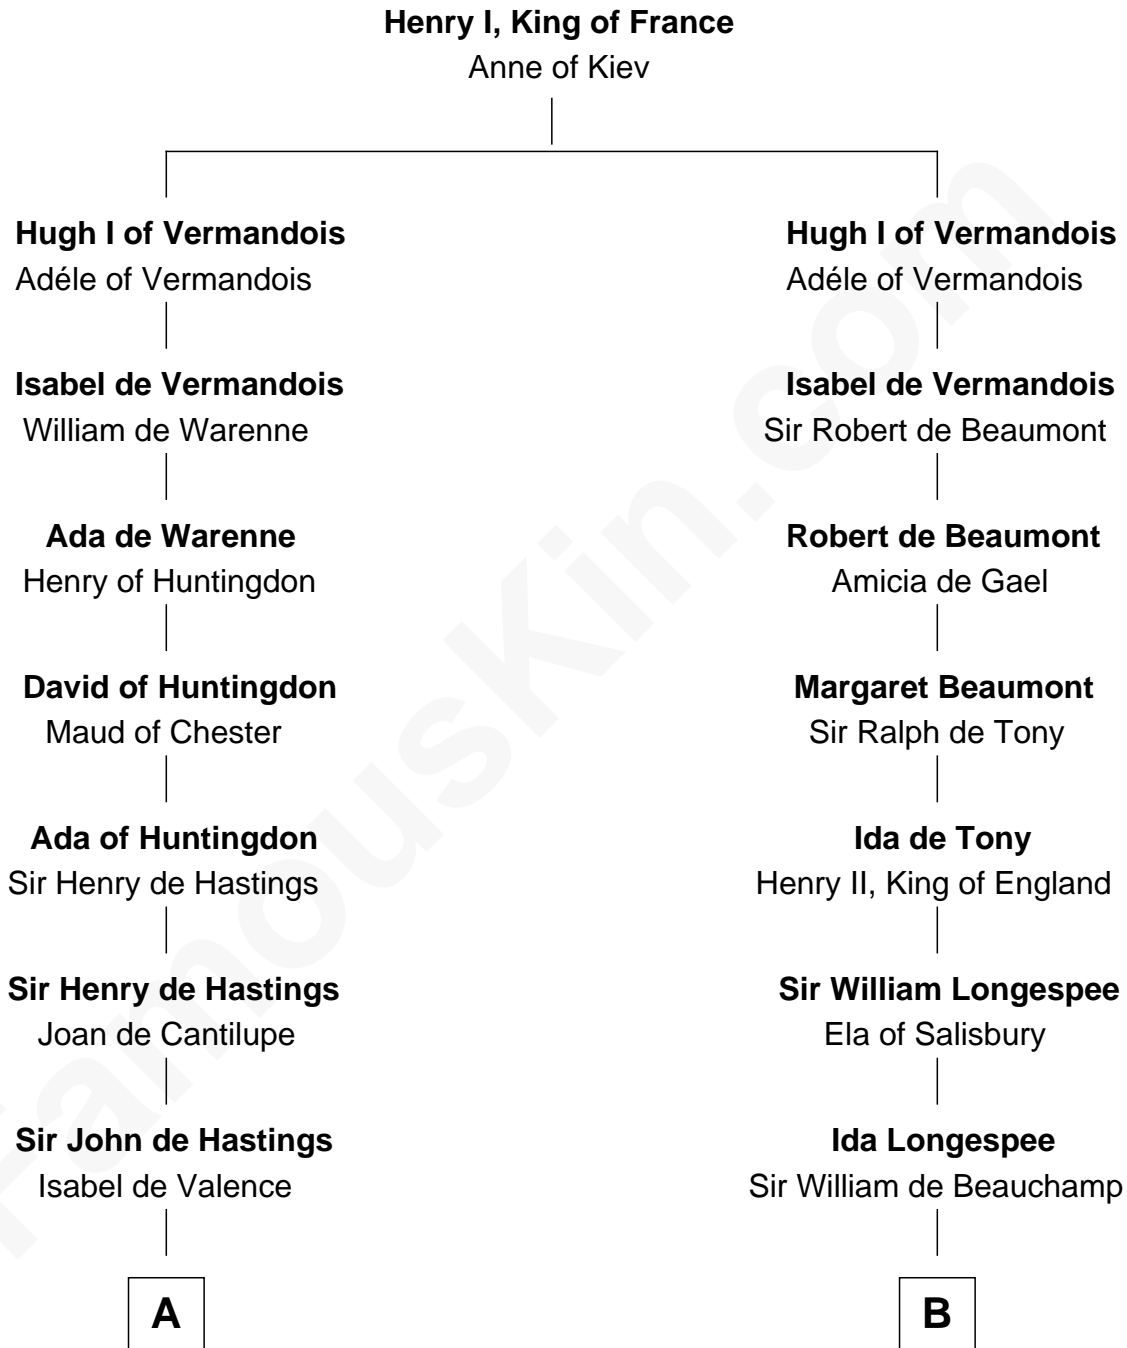 Henry I, King of France
Anne of Kiev
Hugh I of Vermandois
Adéle of Vermandois
Isabel de Vermandois
William de Warenne
Ada de Warenne
Henry of Huntingdon
David of Huntingdon
Maud of Chester
Ada of Huntingdon
Sir Henry de Hastings
Sir Henry de Hastings
Joan de Cantilupe
Sir John de Hastings
Isabel de Valence
A
Hugh I of Vermandois
Adéle of Vermandois
Isabel de Vermandois
Sir Robert de Beaumont
Robert de Beaumont
Amicia de Gael
Margaret Beaumont
Sir Ralph de Tony
Ida de Tony
Henry II, King of England
Sir William Longespee
Ela of Salisbury
Ida Longespee
Sir William de Beauchamp
B
FamousKin.com